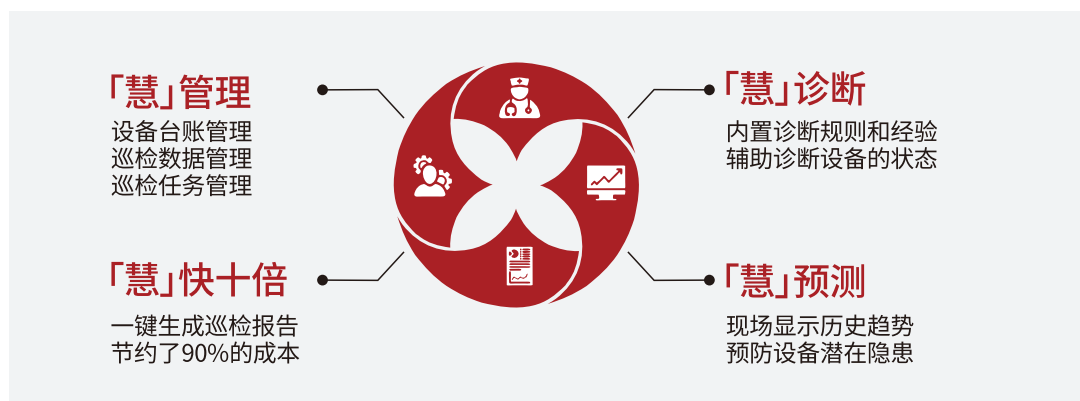 「慧」管理
设备台账管理
巡检数据管理
巡检任务管理
「慧」诊断
内置诊断规则和经验
辅助诊断设备的状态
「慧」快十倍
一键生成巡检报告
节约了90%的成本
「慧」预测
现场显示历史趋势
预防设备潜在隐患